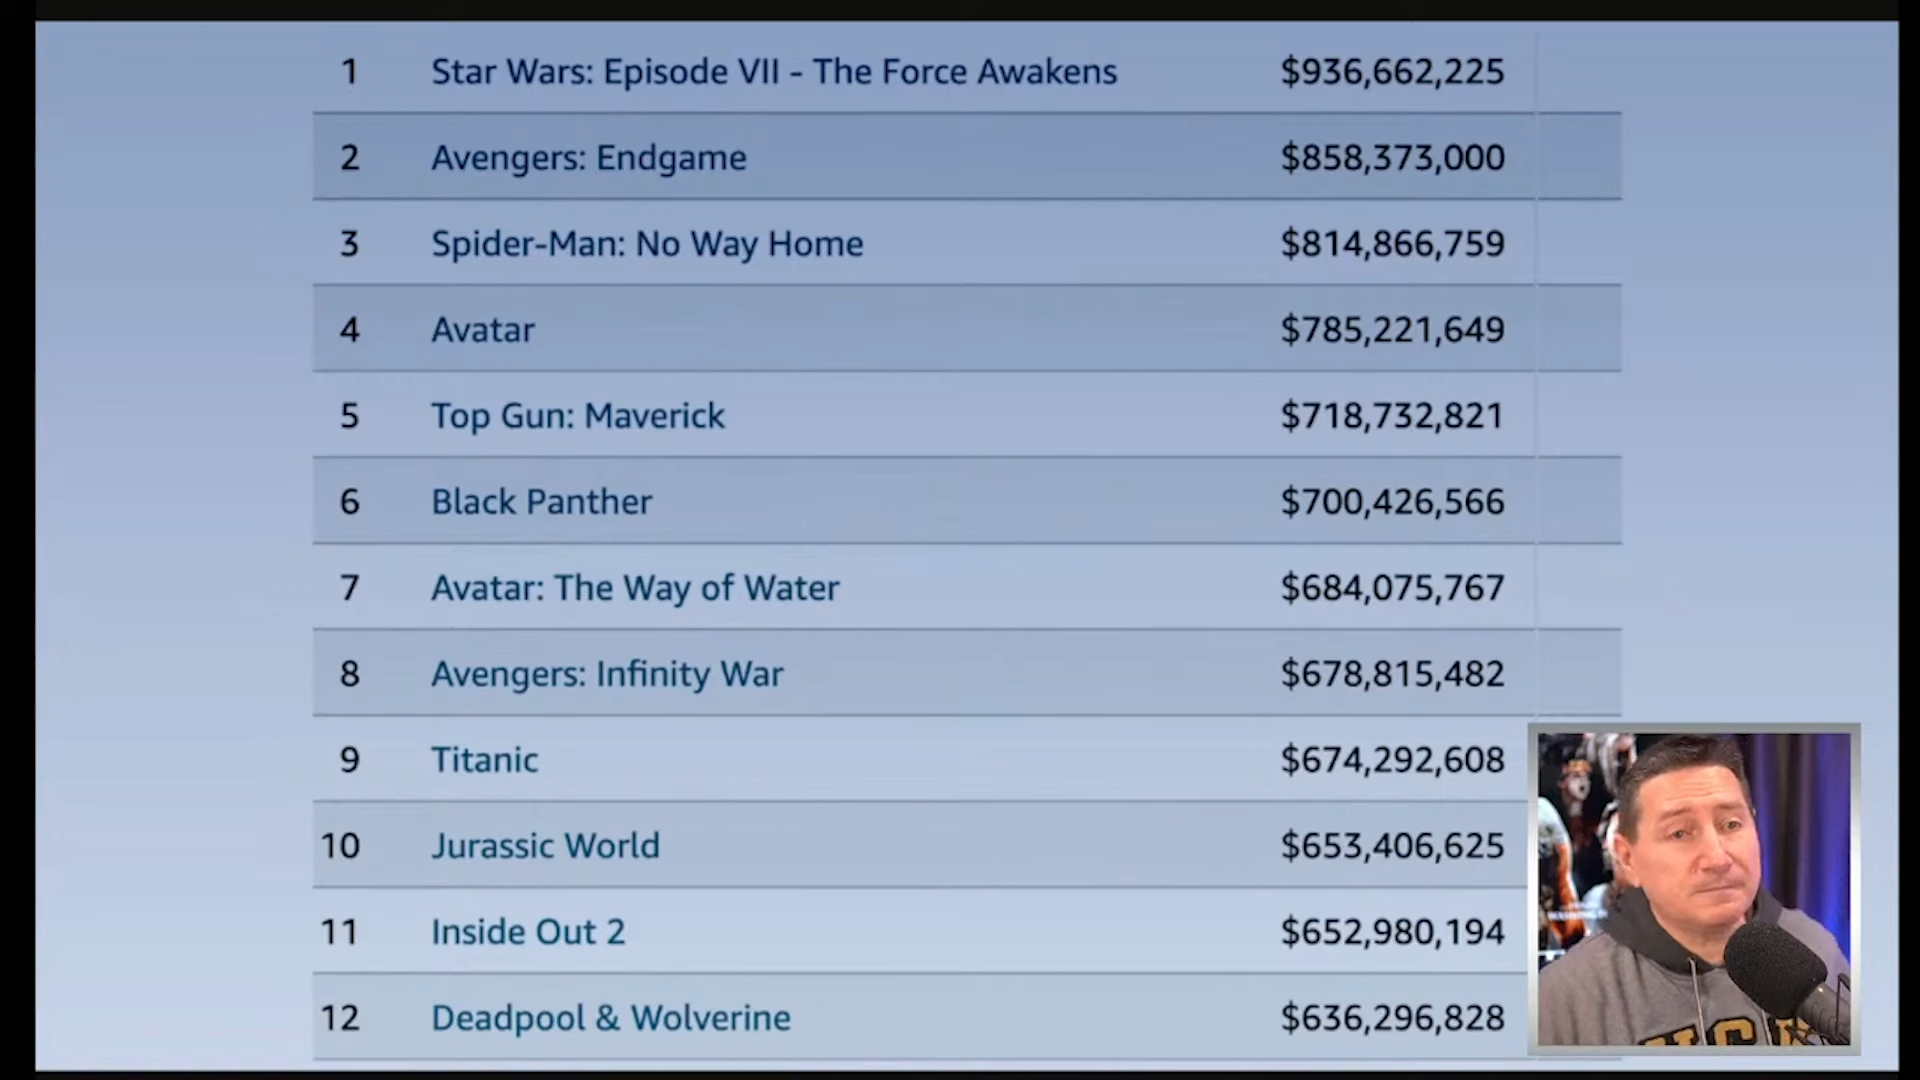 1 Star Wars: Episode VII - The Force Awakens $936,662,225
2 Avengers: Endgame $858,373,000
3 Spider-Man: No Way Home $814,866,759
4 Avatar $785,221,649
5 Top Gun: Maverick $718,732,821
6 Black Panther $700,426,566
7 Avatar: The Way of Water $684,075,767
8 Avengers: Infinity War $678,815,482
9 Titanic $674,292,608
10 Jurassic World $653,406,625
11 Inside Out 2 $652,980,194
12 Deadpool & Wolverine $636,296,828